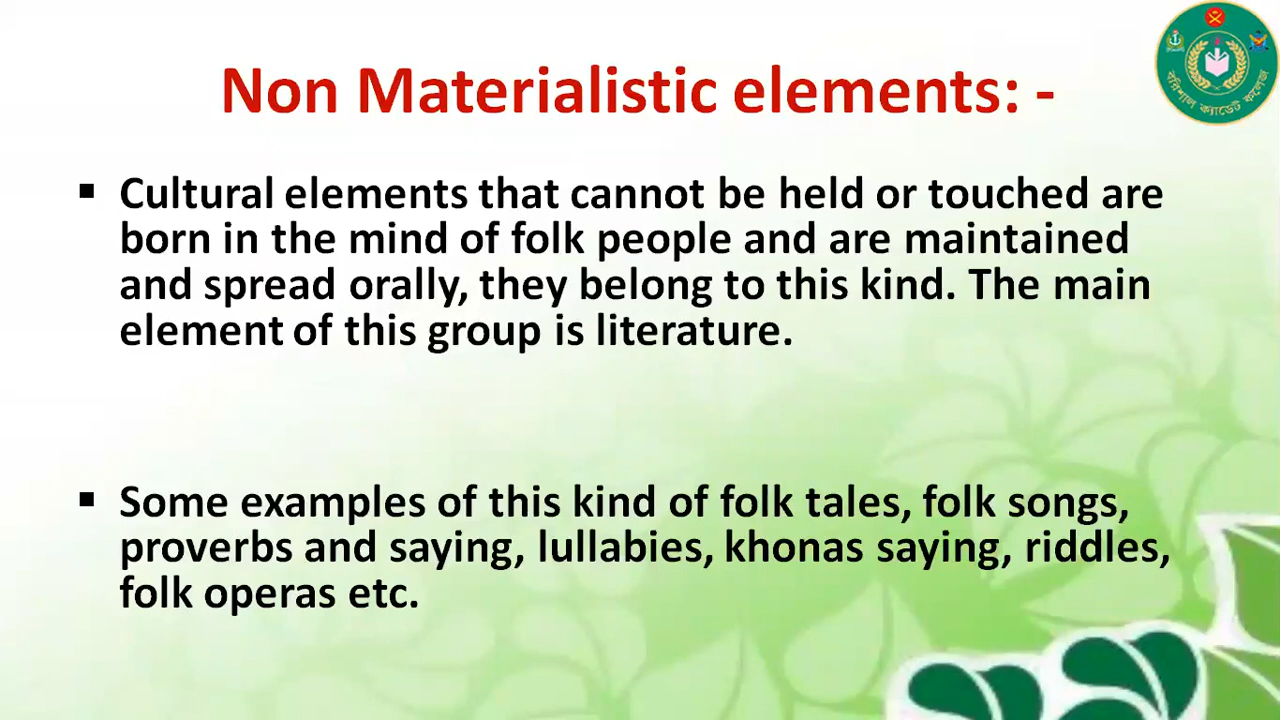 Non Materialistic elements: -
▪ Cultural elements that cannot be held or touched are
born in the mind of folk people and are maintained
and spread orally, they belong to this kind. The main
element of this group is literature.
▪ Some examples of this kind of folk tales, folk songs,
proverbs and saying, lullabies, khonas saying, riddles,
folk operas etc.
বরিশাল ক্যাডেট কলেজ